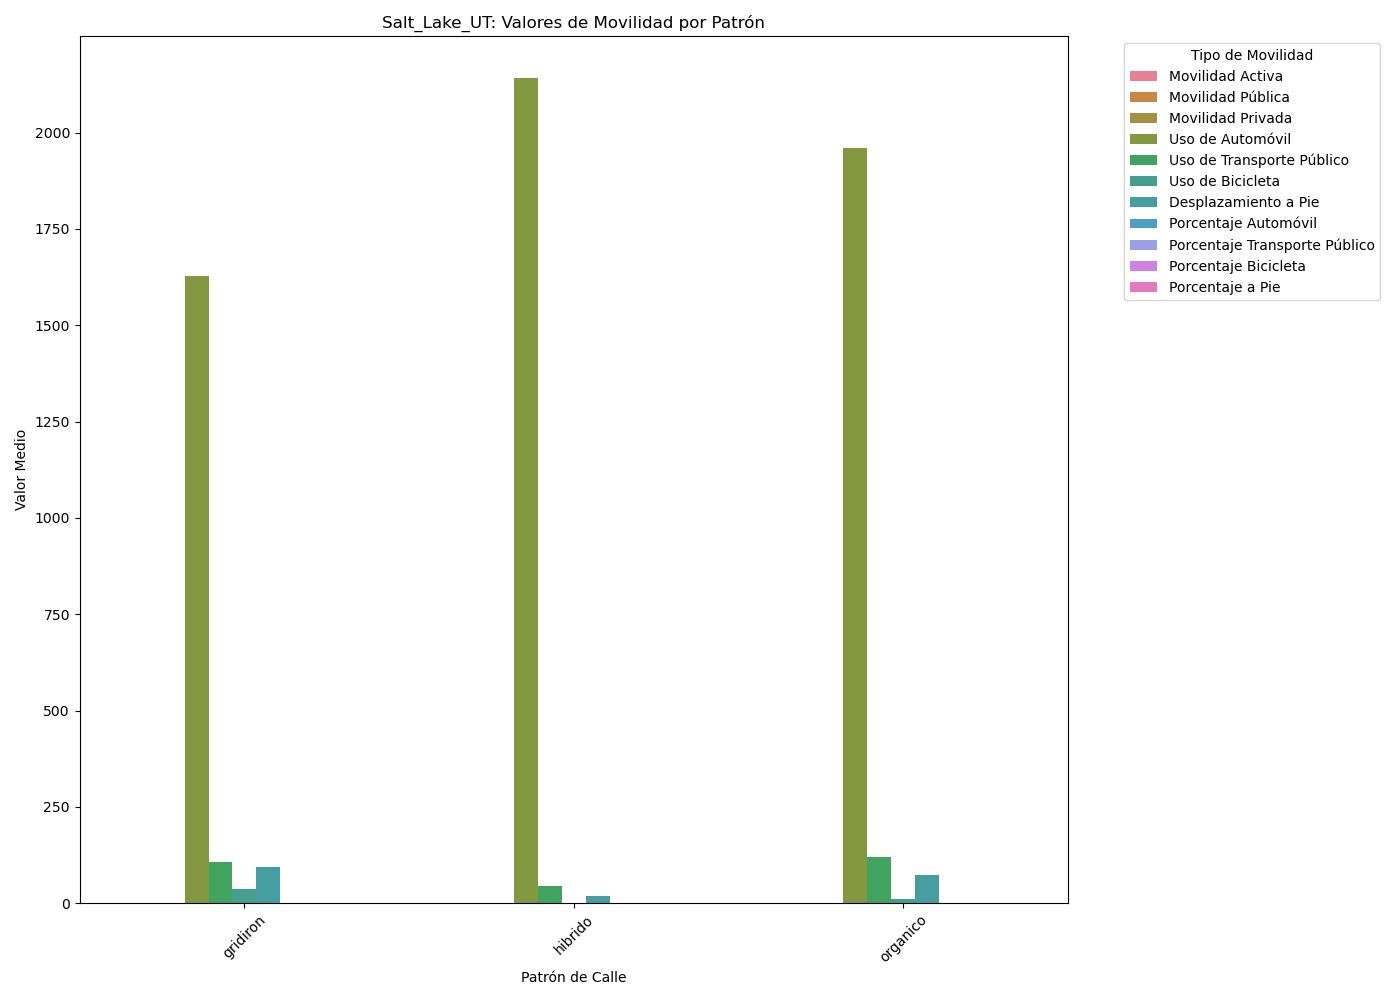 Salt_Lake_UT: Valores de Movilidad por Patrón
Tipo de Movilidad
Movilidad Activa
Movilidad Pública
Movilidad Privada
Uso de Automóvil
Uso de Transporte Público
Uso de Bicicleta
Desplazamiento a Pie
Porcentaje Automóvil
Porcentaje Transporte Público
Porcentaje Bicicleta
Porcentaje a Pie
Valor Medio
2000
1750
1500
1250
1000
750
500
250
0
gridiron
hibrido
organico
Patrón de Calle